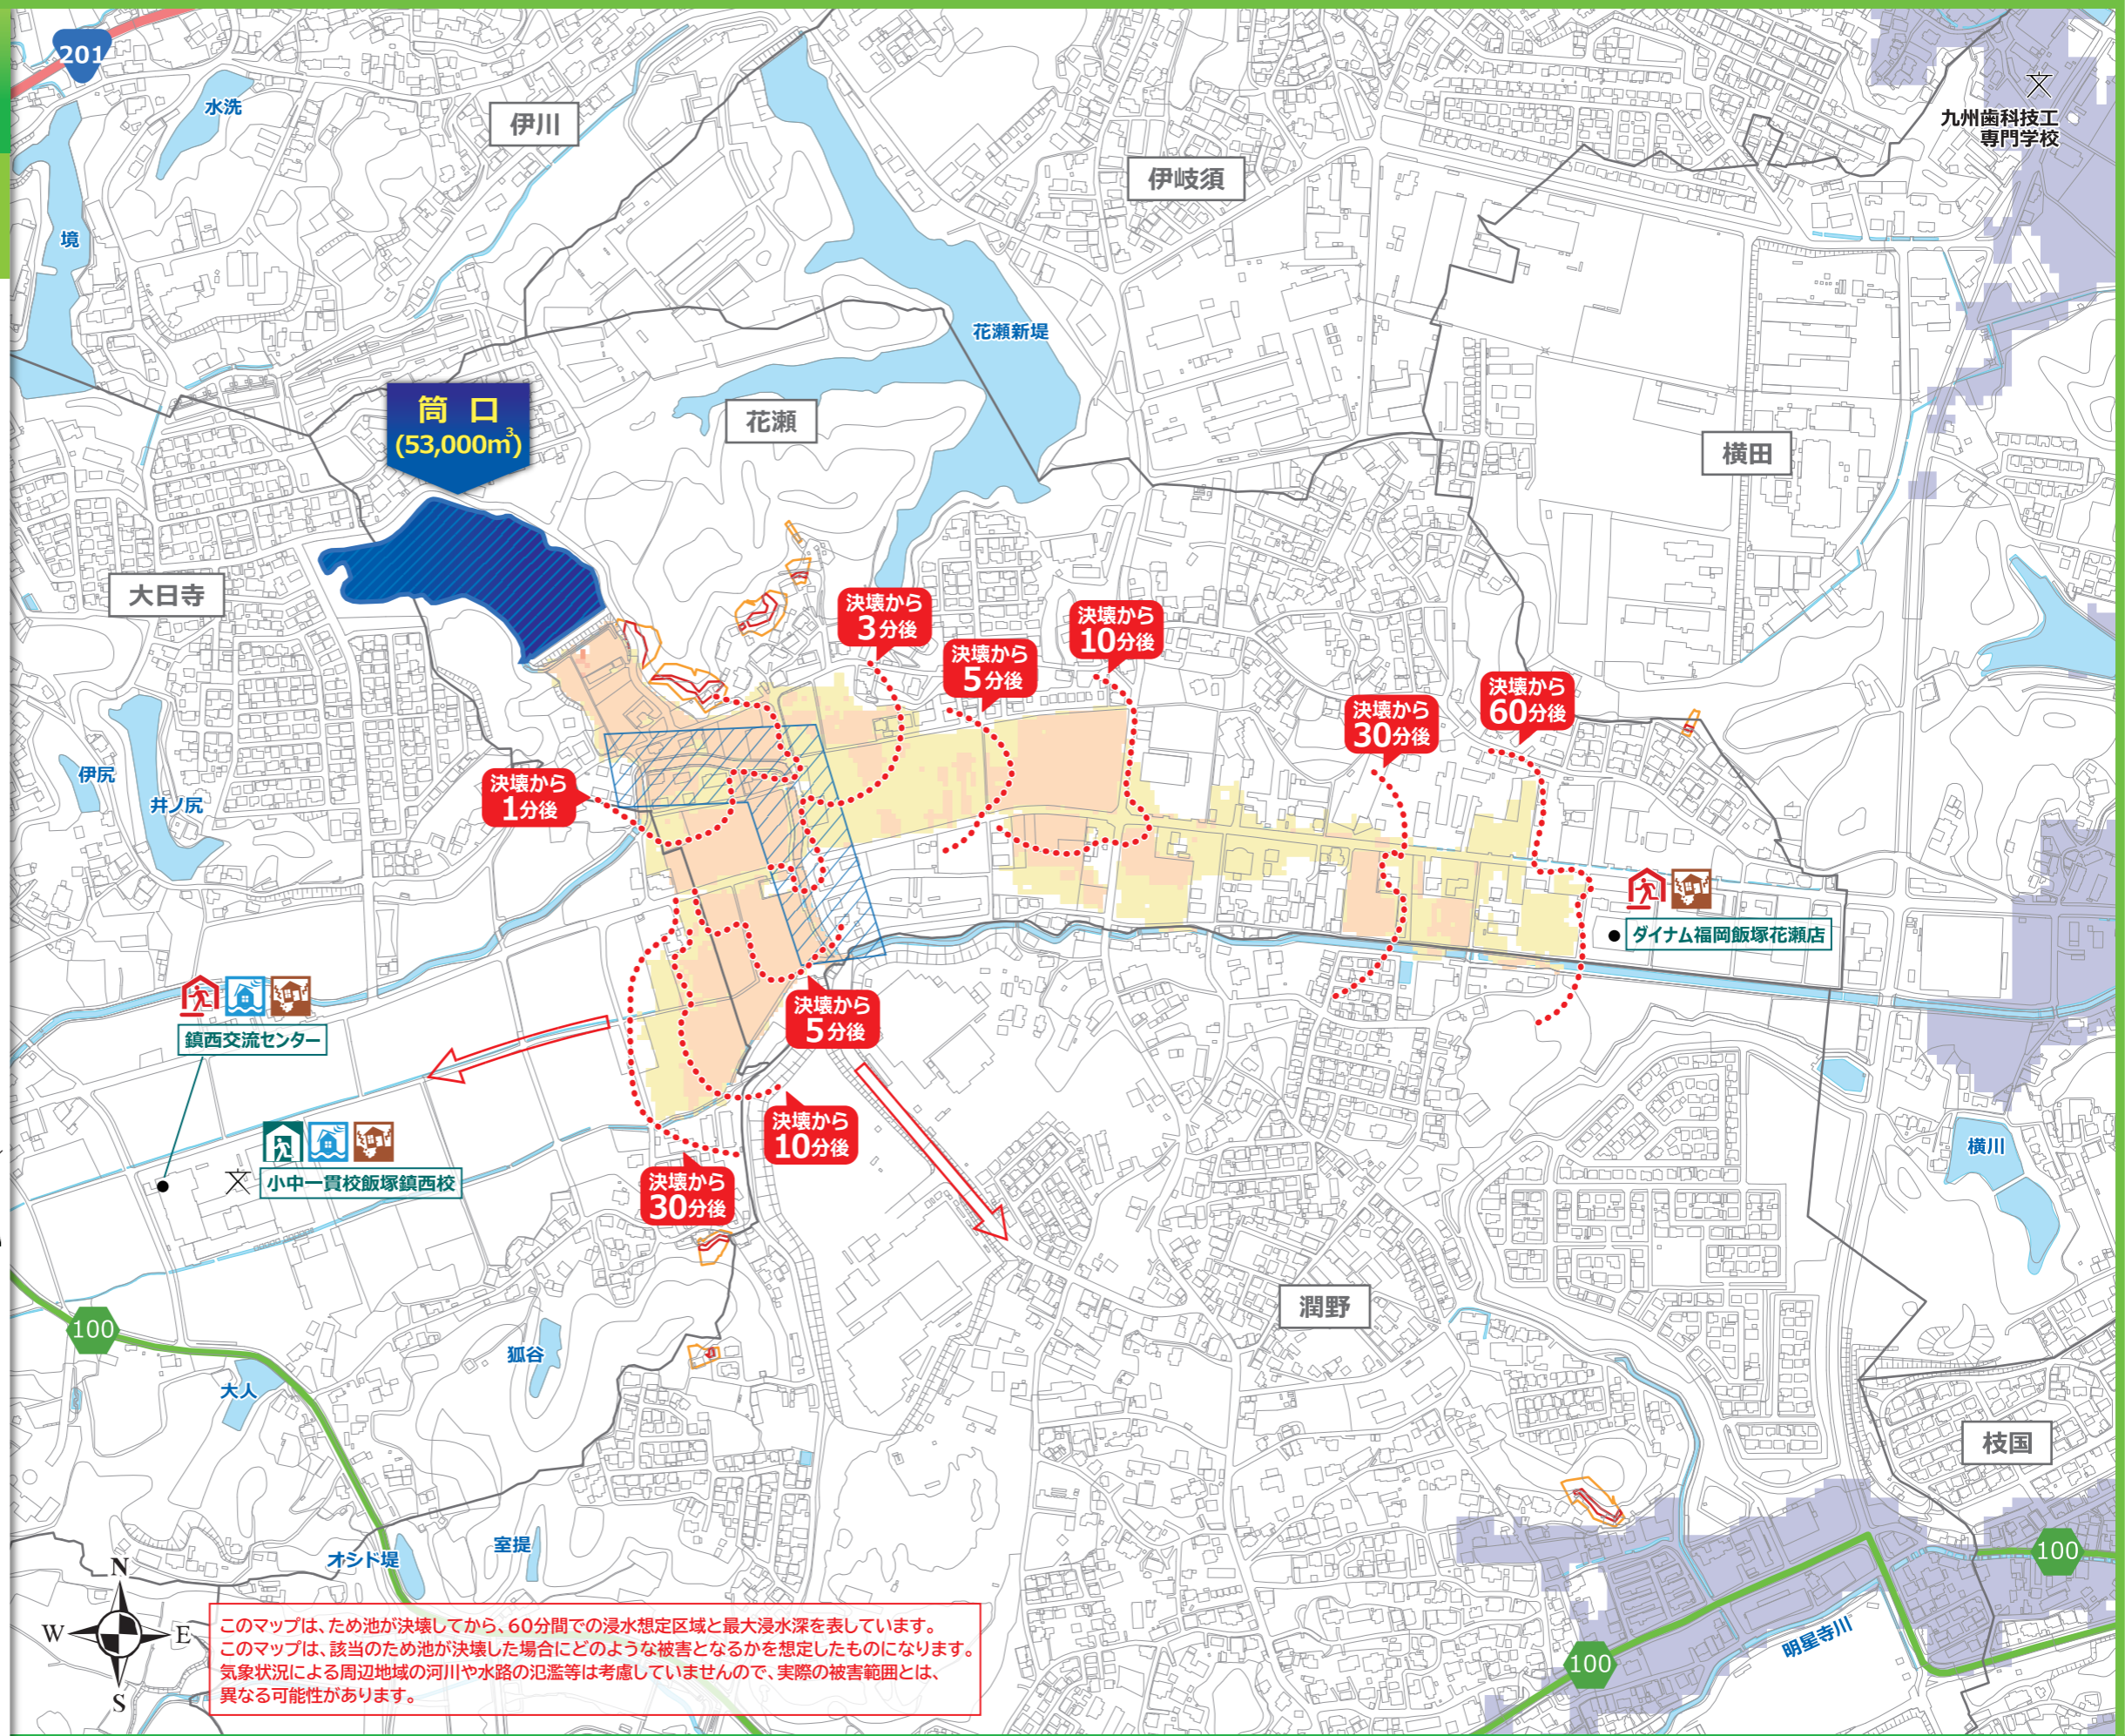 201
水洗
伊川
伊岐須
九州歯科技工
専門学校
境
花瀬新堤
筒 口
(53,000m³)
花瀬
横田
大日寺
決壊から
3分後
決壊から
5分後
決壊から
10分後
決壊から
30分後
決壊から
60分後
伊尻
井ノ尻
決壊から
1分後
ダイナム福岡飯塚花瀬店
鎮西交流センター
決壊から
5分後
決壊から
10分後
文
小中一貫校飯塚鎮西校
決壊から
30分後
横川
潤野
100
狐谷
大人
枝国
オシド堤
室提
100
明星寺川
100
N
W
E
S
このマップは、ため池が決壊してから、60分間での浸水想定区域と最大浸水深を表しています。
このマップは、該当のため池が決壊した場合にどのような被害となるかを想定したものになります。
気象状況による周辺地域の河川や水路の氾濫等は考慮していませんので、実際の被害範囲とは、
異なる可能性があります。